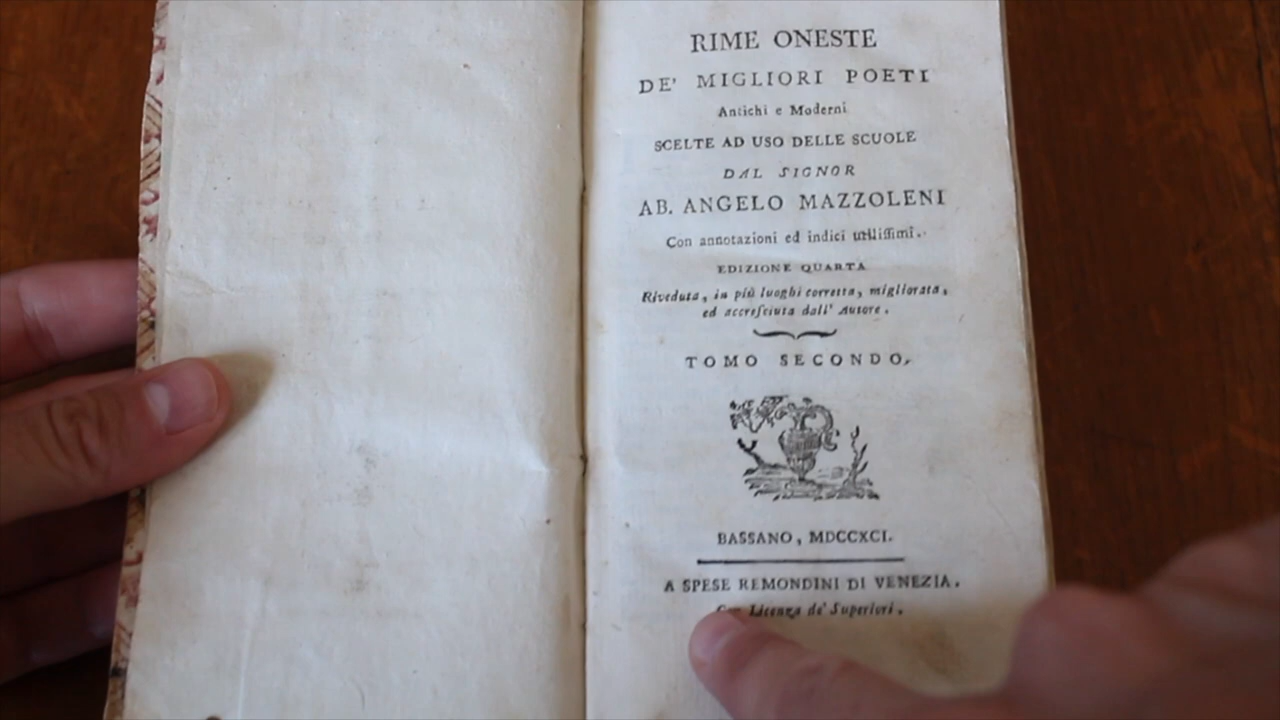 RIME ONESTE
DE' MIGLIORI POETI
Antichi e Moderni
SCELTE AD USO DELLE SCUOLE
DAL SIGNOR
AB. ANGELO MAZZOLENI
Con annotazioni ed indici utilissimi.
EDIZIONE QUARTA
Riveduta, in più luoghi corretta, migliorata,
ed accreſciuta dall' Autore.
TOMO SECONDO.
BASSANO, MDCCXCI.
A SPESE REMONDINI DI VENEZIA.
Con Licenza de' Superiori.